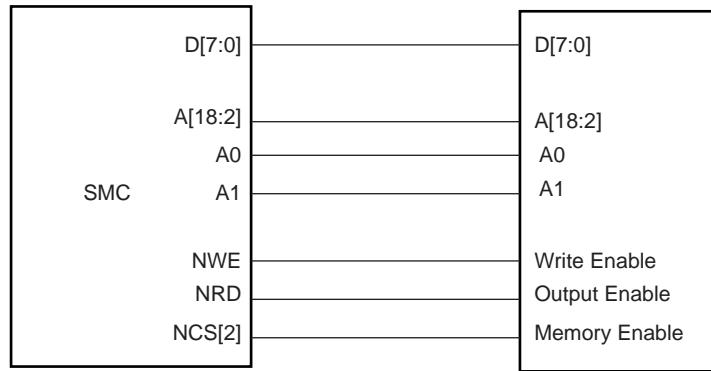 D[7:0] D[7:0]
A[18:2] A[18:2]
A0 A0
SMC A1 A1
NWE Write Enable
NRD Output Enable
NCS[2] Memory Enable